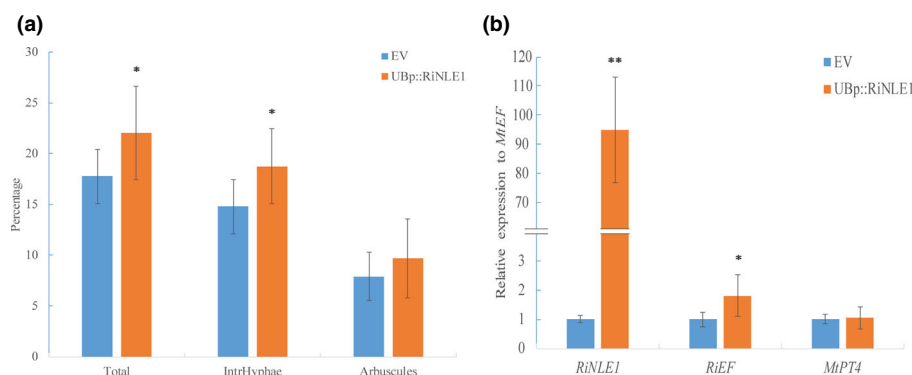 (a)
EV
UBp::RiNLE1
Percentage
30
25
20
15
10
5
0
*
*
Total
IntrHyphae
Arbuscules
(b)
EV
UBp::RiNLE1
Relative expression to MtEF
120
110
100
90
80
70
4
3
2
1
0
**
*
RiNLE1
RiEF
MtPT4